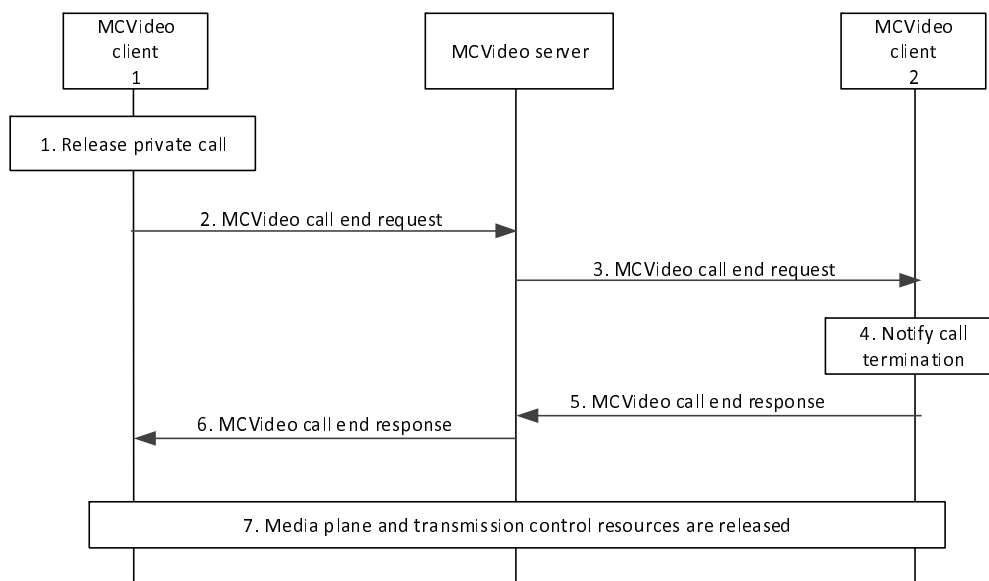 MCVideo
client
1
MCVideo server
MCVideo
client
2
1. Release private call
2. MCVideo call end request
3. MCVideo call end request
4. Notify call
termination
5. MCVideo call end response
6. MCVideo call end response
7. Media plane and transmission control resources are released